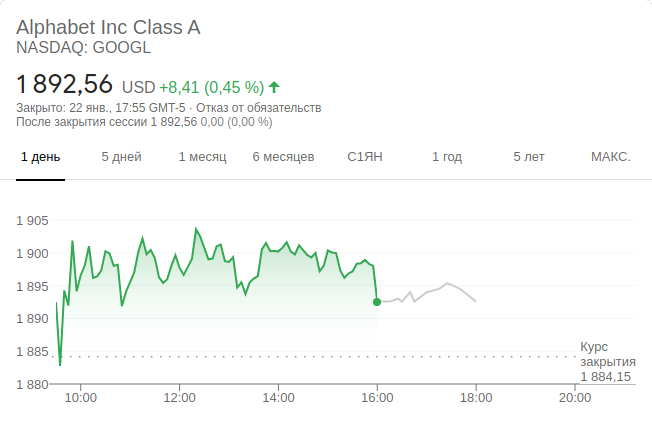 Alphabet Inc Class A
NASDAQ: GOOGL
1 892,56 USD +8,41 (0,45 %)
Закрыто: 22 янв., 17:55 GMT-5 · Отказ от обязательств
После закрытия сессии 1 892,56 0,00 (0,00 %)
1 день 5 дней 1 месяц 6 месяцев С1ЯН 1 год 5 лет МАКС.
1 905
1 900
1 895
1 890
1 885
1 880
Курс
закрытия
1 884,15
10:00 12:00 14:00 16:00 18:00 20:00